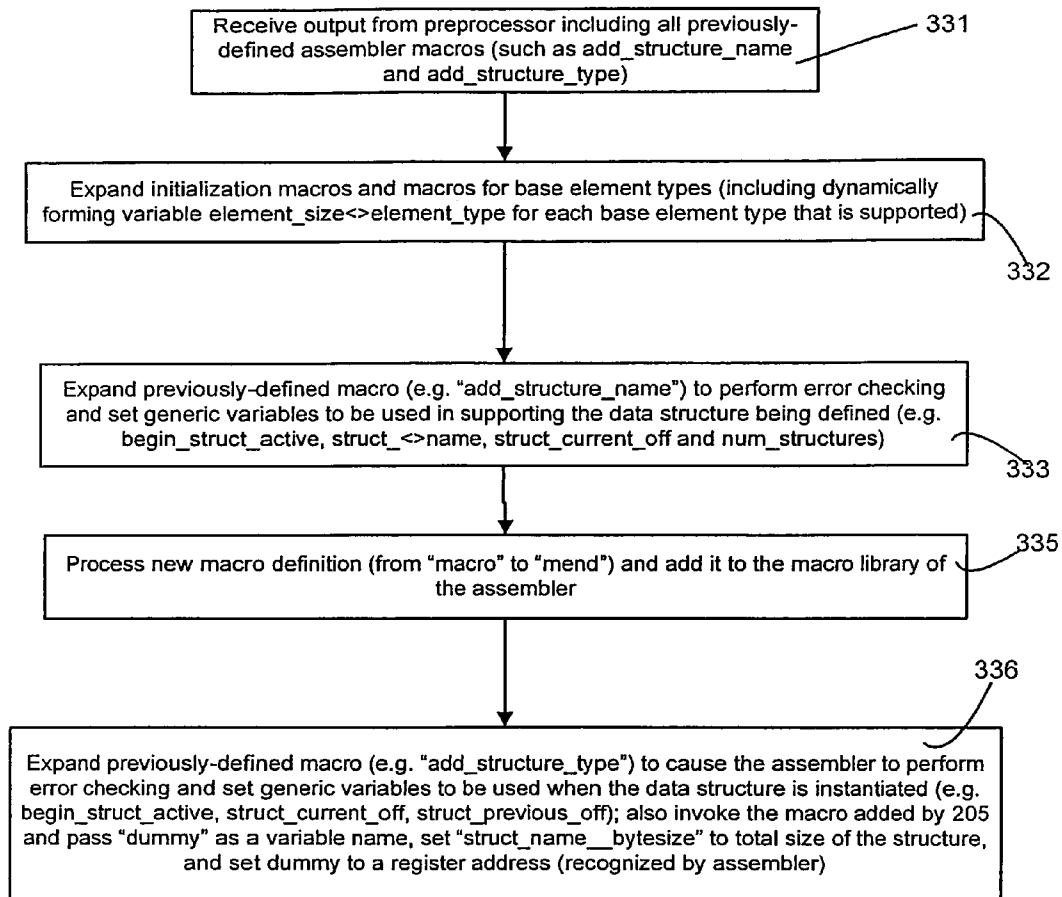 Receive output from preprocessor including all previously-
defined assembler macros (such as add_structure_name
and add_structure_type)
331
Expand initialization macros and macros for base element types (including dynamically
forming variable element_size<>element_type for each base element type that is supported)
332
Expand previously-defined macro (e.g. “add_structure_name”) to perform error checking
and set generic variables to be used in supporting the data structure being defined (e.g.
begin_struct_active, struct_<>name, struct_current_off and num_structures)
333
Process new macro definition (from “macro” to “mend”) and add it to the macro library of
the assembler
335
336
Expand previously-defined macro (e.g. “add_structure_type”) to cause the assembler to perform
error checking and set generic variables to be used when the data structure is instantiated (e.g.
begin_struct_active, struct_current_off, struct_previous_off); also invoke the macro added by 205
and pass “dummy” as a variable name, set “struct_name__bytesize” to total size of the structure,
and set dummy to a register address (recognized by assembler)